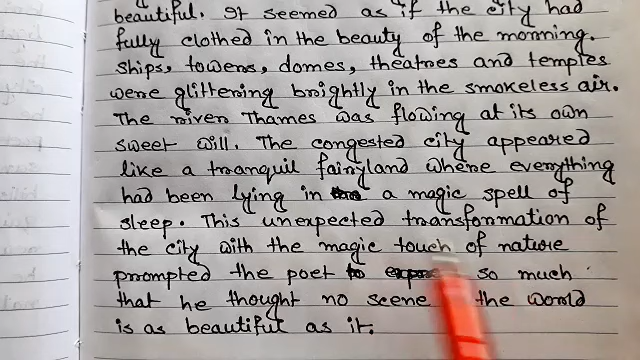 beautiful. It seemed as if the city had
fully clothed in the beauty of the morning.
ships, towers, domes, theatres and temples
were glittering brightly in the smokeless air.
The river Thames was flowing at its own
sweet will. The congested city appeared
like a tranquil fairyland where everything
had been lying in a magic spell of
sleep. This unexpected transformation of
the city with the magic touch of nature
prompted the poet so much
that he thought no scene the world
is as beautiful as it.